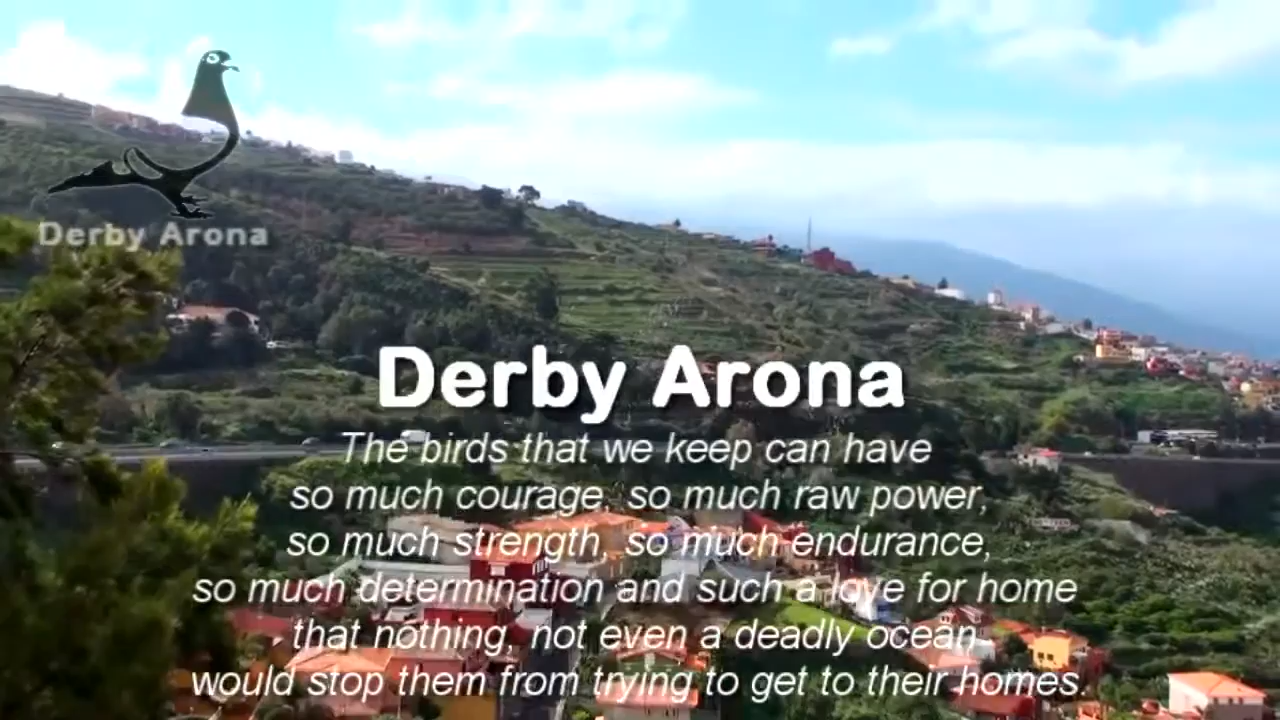 Derby Arona
Derby Arona
The birds that we keep can have
so much courage, so much raw power,
so much strength, so much endurance,
so much determination and such a love for home
that nothing, not even a deadly ocean
would stop them from trying to get to their homes.